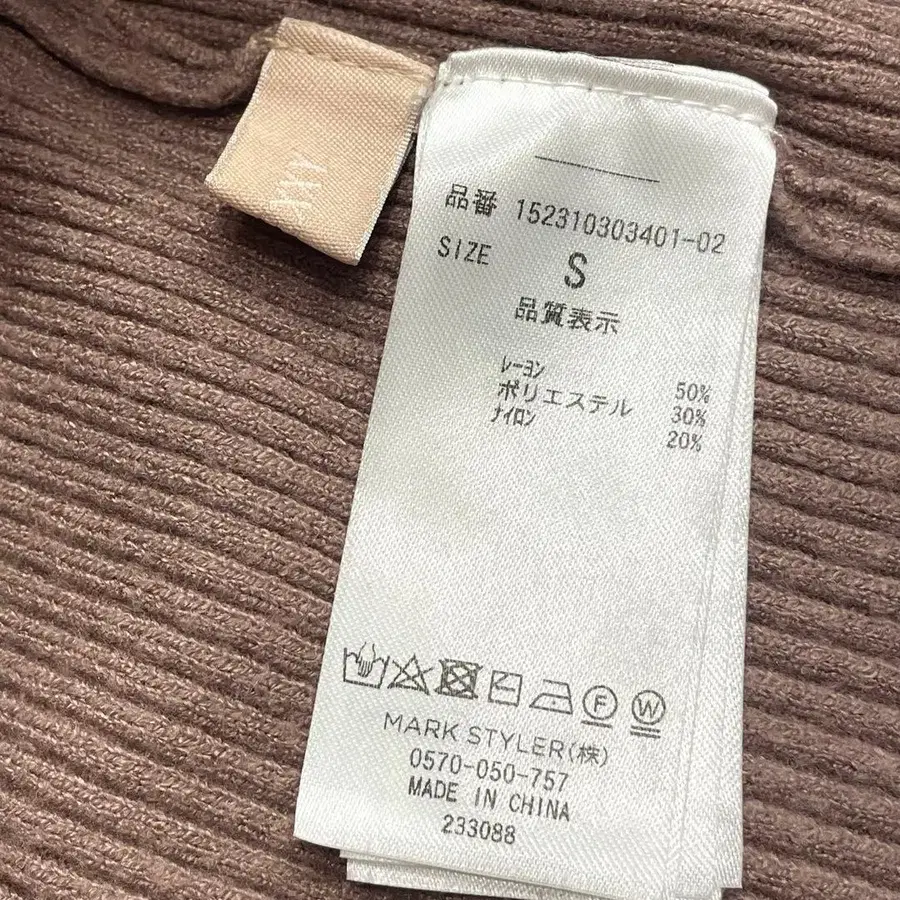 品番 152310303401-02
SIZE S
品質表示
レーヨン 50%
ポリエステル 30%
ナイロン 20%
F W
MARK STYLER(株)
0570-050-757
MADE IN CHINA
233088